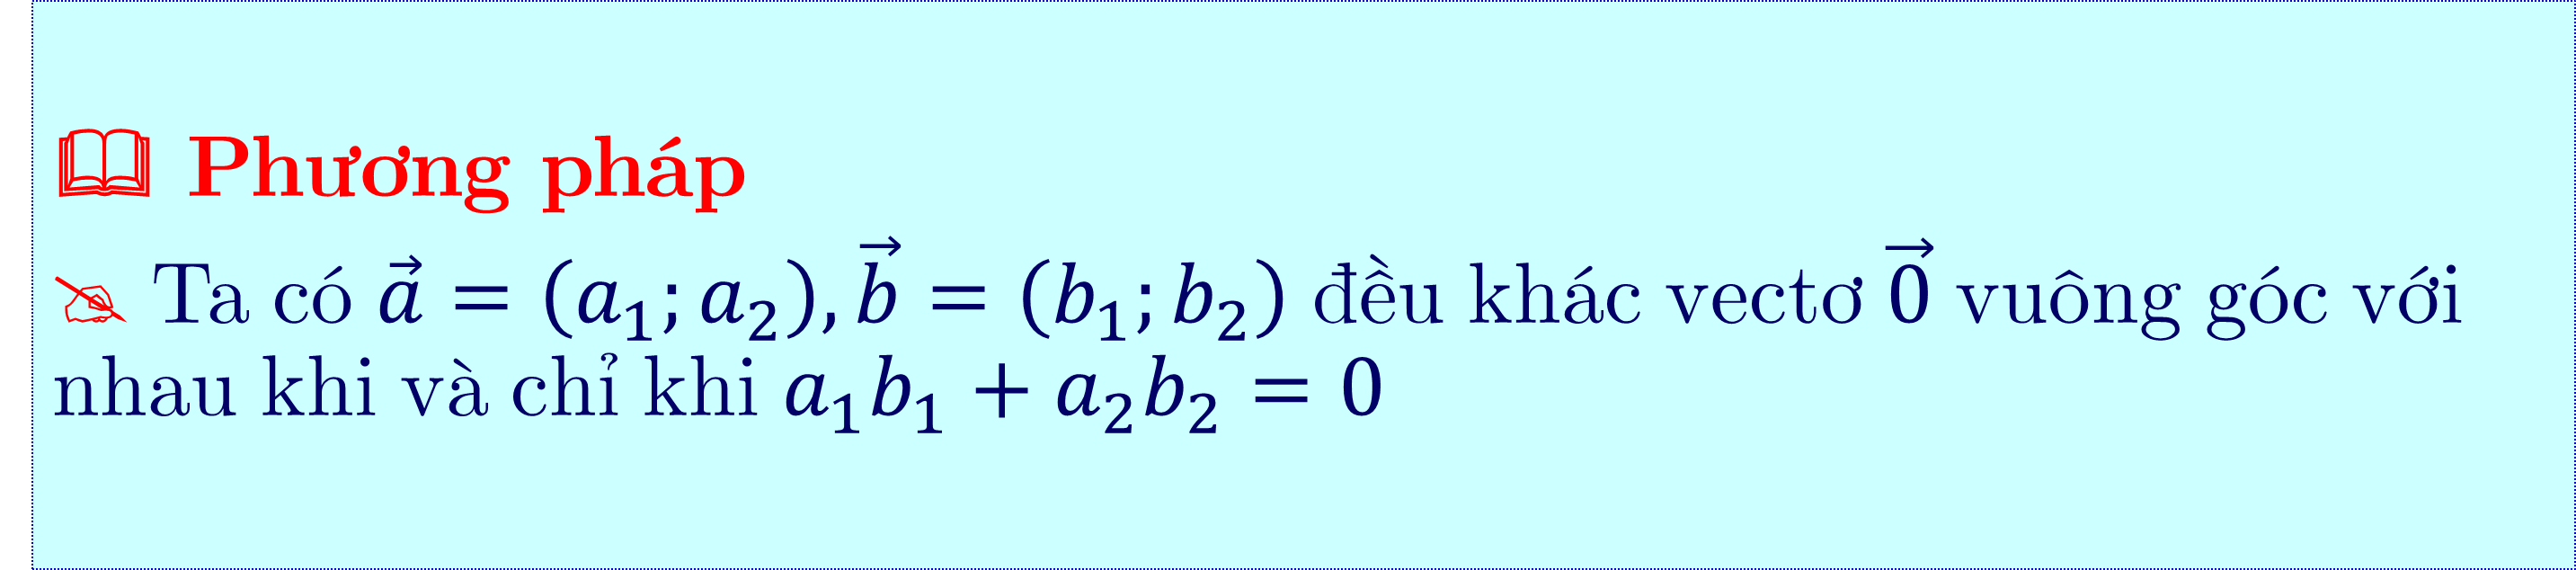 Phương pháp
Ta có $\vec{a} = (a_1; a_2), \vec{b} = (b_1; b_2)$ đều khác vectơ $\vec{0}$ vuông góc với
nhau khi và chỉ khi $a_1b_1 + a_2b_2 = 0$